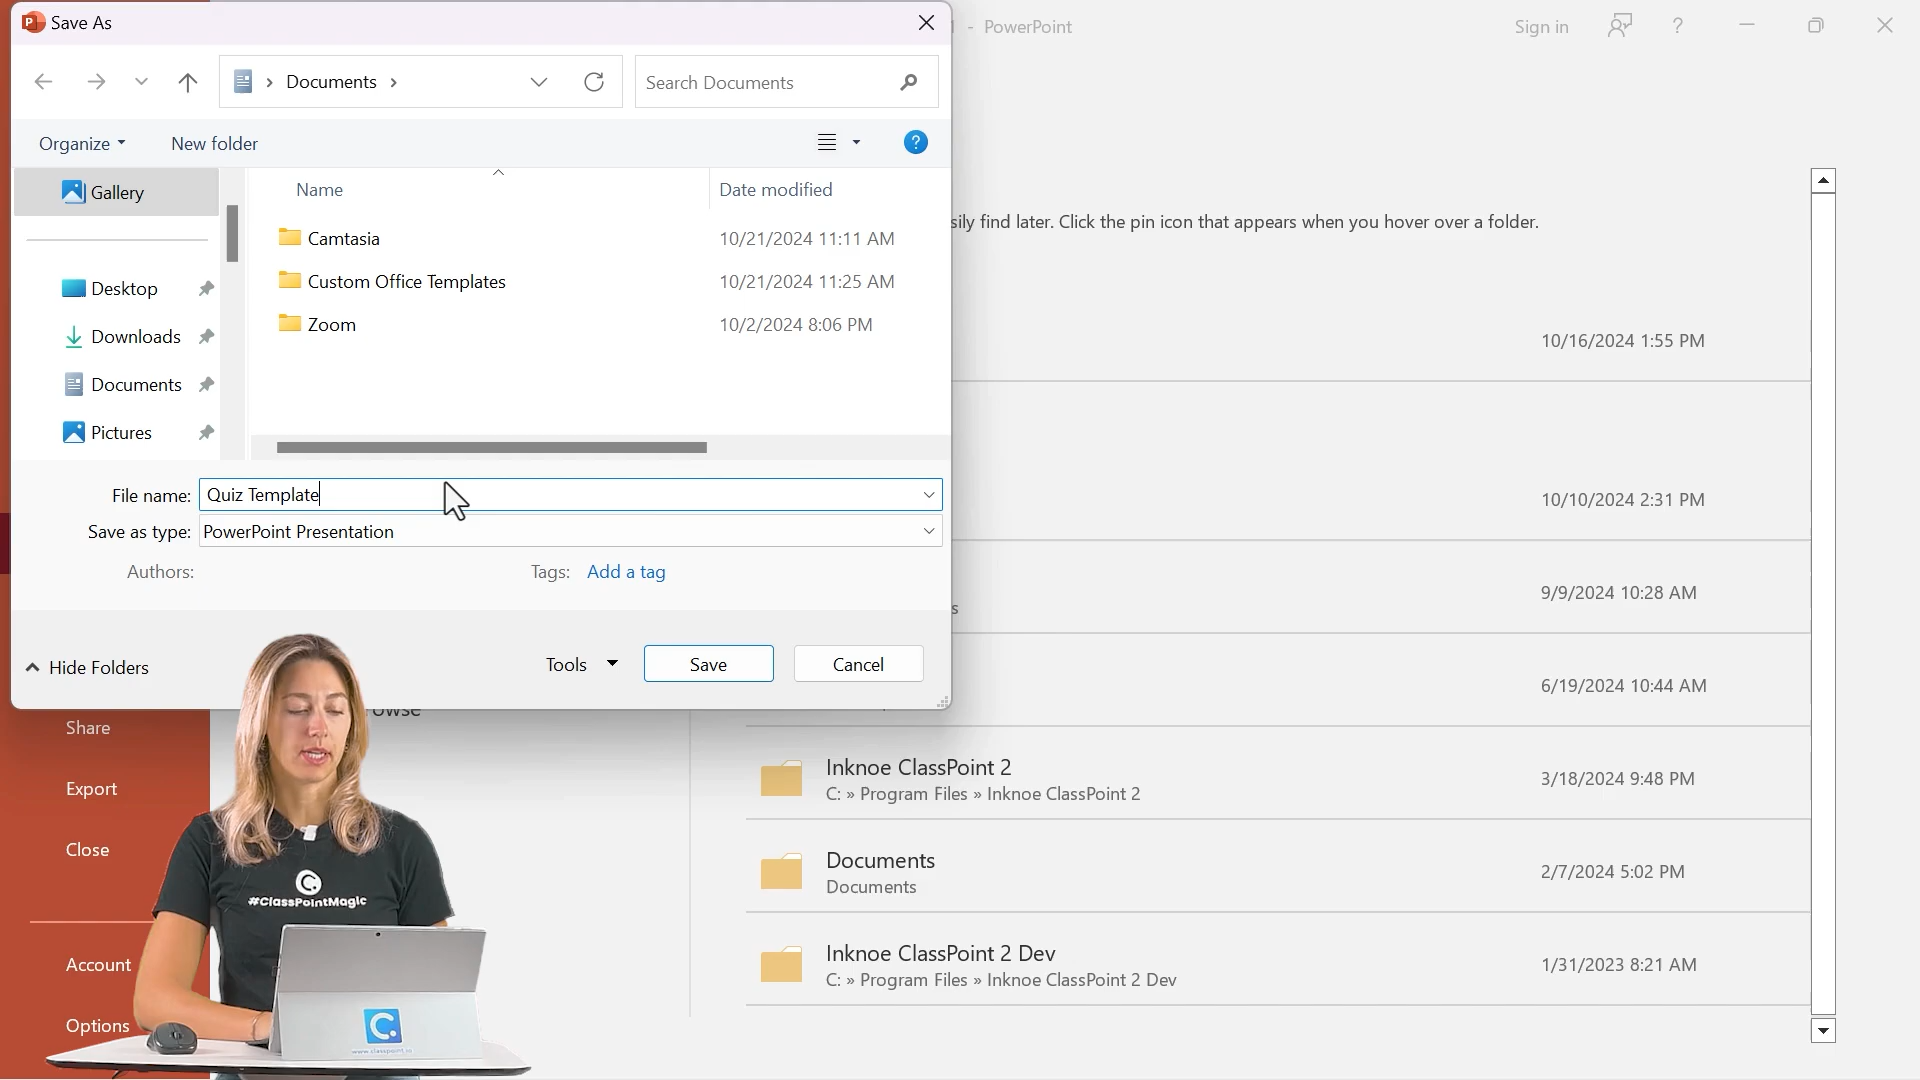 Save As
- PowerPoint
Sign in
?
Documents
Search Documents
Organize
New folder
?
Gallery
Name
Date modified
Camtasia
10/21/2024 11:11 AM
Custom Office Templates
10/21/2024 11:25 AM
Zoom
10/2/2024 8:06 PM
Desktop
Downloads
Documents
Pictures
File name: Quiz Template
Save as type: PowerPoint Presentation
Authors:
Tags: Add a tag
Hide Folders
Tools
Save
Cancel
find later. Click the pin icon that appears when you hover over a folder.
10/16/2024 1:55 PM
10/10/2024 2:31 PM
9/9/2024 10:28 AM
6/19/2024 10:44 AM
Inknoe ClassPoint 2
C: » Program Files » Inknoe ClassPoint 2
3/18/2024 9:48 PM
Documents
Documents
2/7/2024 5:02 PM
Inknoe ClassPoint 2 Dev
C: » Program Files » Inknoe ClassPoint 2 Dev
1/31/2023 8:21 AM
Share
Export
Close
Account
Options
#ClassPointMagic
www.classpoint.io